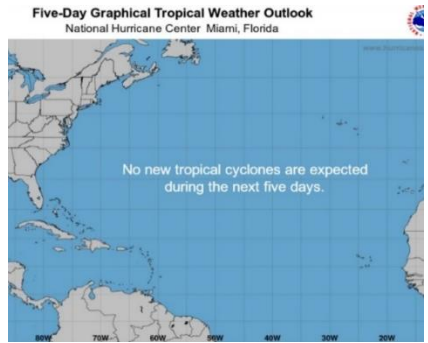 Five-Day Graphical Tropical Weather Outlook
National Hurricane Center Miami, Florida
No new tropical cyclones are expected
during the next five days.
80W 70W 60W 50W 40W 30W 20W